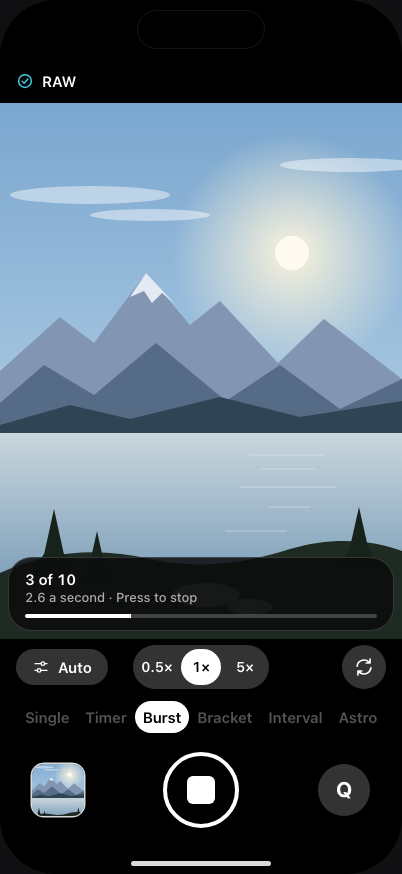 RAW
3 of 10
2.6 a second · Press to stop
Auto
0.5× 1× 5×
Single Timer Burst Bracket Interval Astro
Q